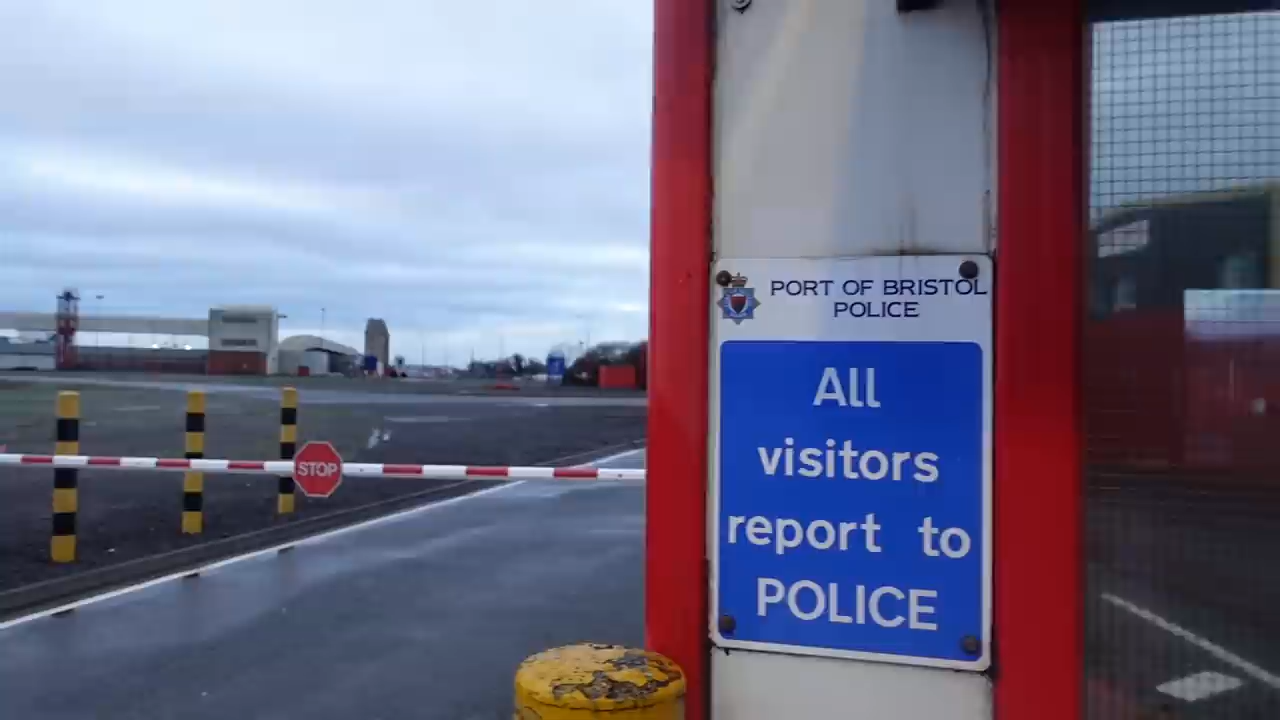 PORT OF BRISTOL
POLICE
All
visitors
report to
POLICE
STOP